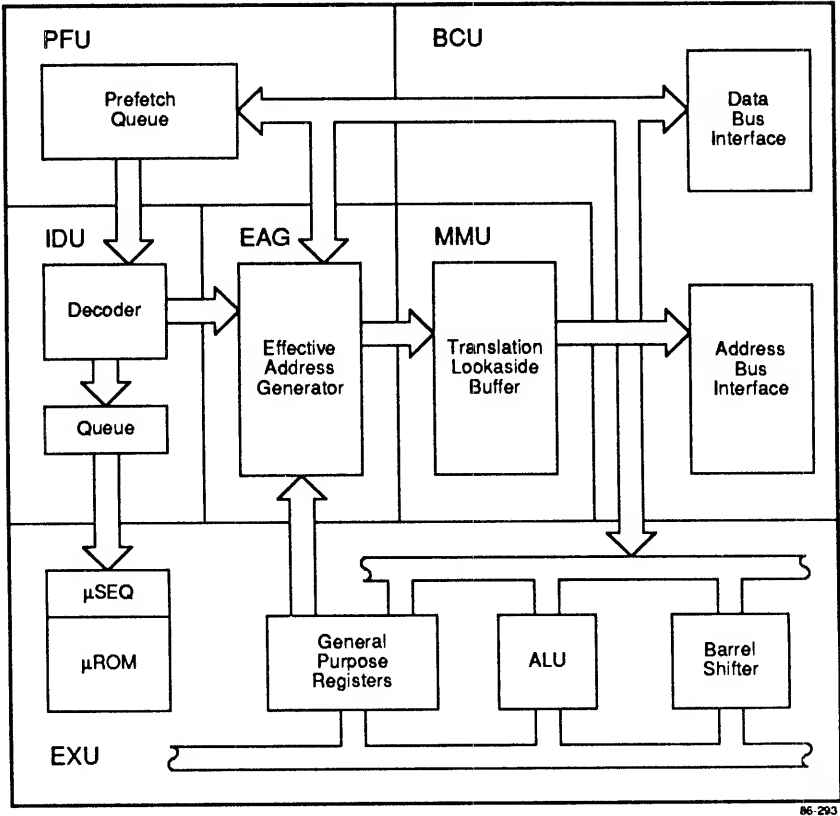 PFU
BCU
Prefetch
Queue
Data
Bus
Interface
IDU
EAG
MMU
Decoder
Effective
Address
Generator
Translation
Lookaside
Buffer
Address
Bus
Interface
Queue
µSEQ
µROM
General
Purpose
Registers
ALU
Barrel
Shifter
EXU
86-293